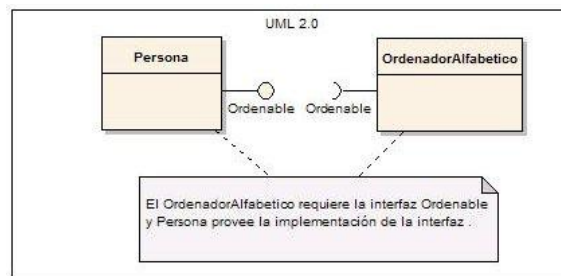 UML 2.0
Persona
OrdenadorAlfabetico
Ordenable
Ordenable
El OrdenadorAlfabetico requiere la interfaz Ordenable
y Persona provee la implementación de la interfaz .